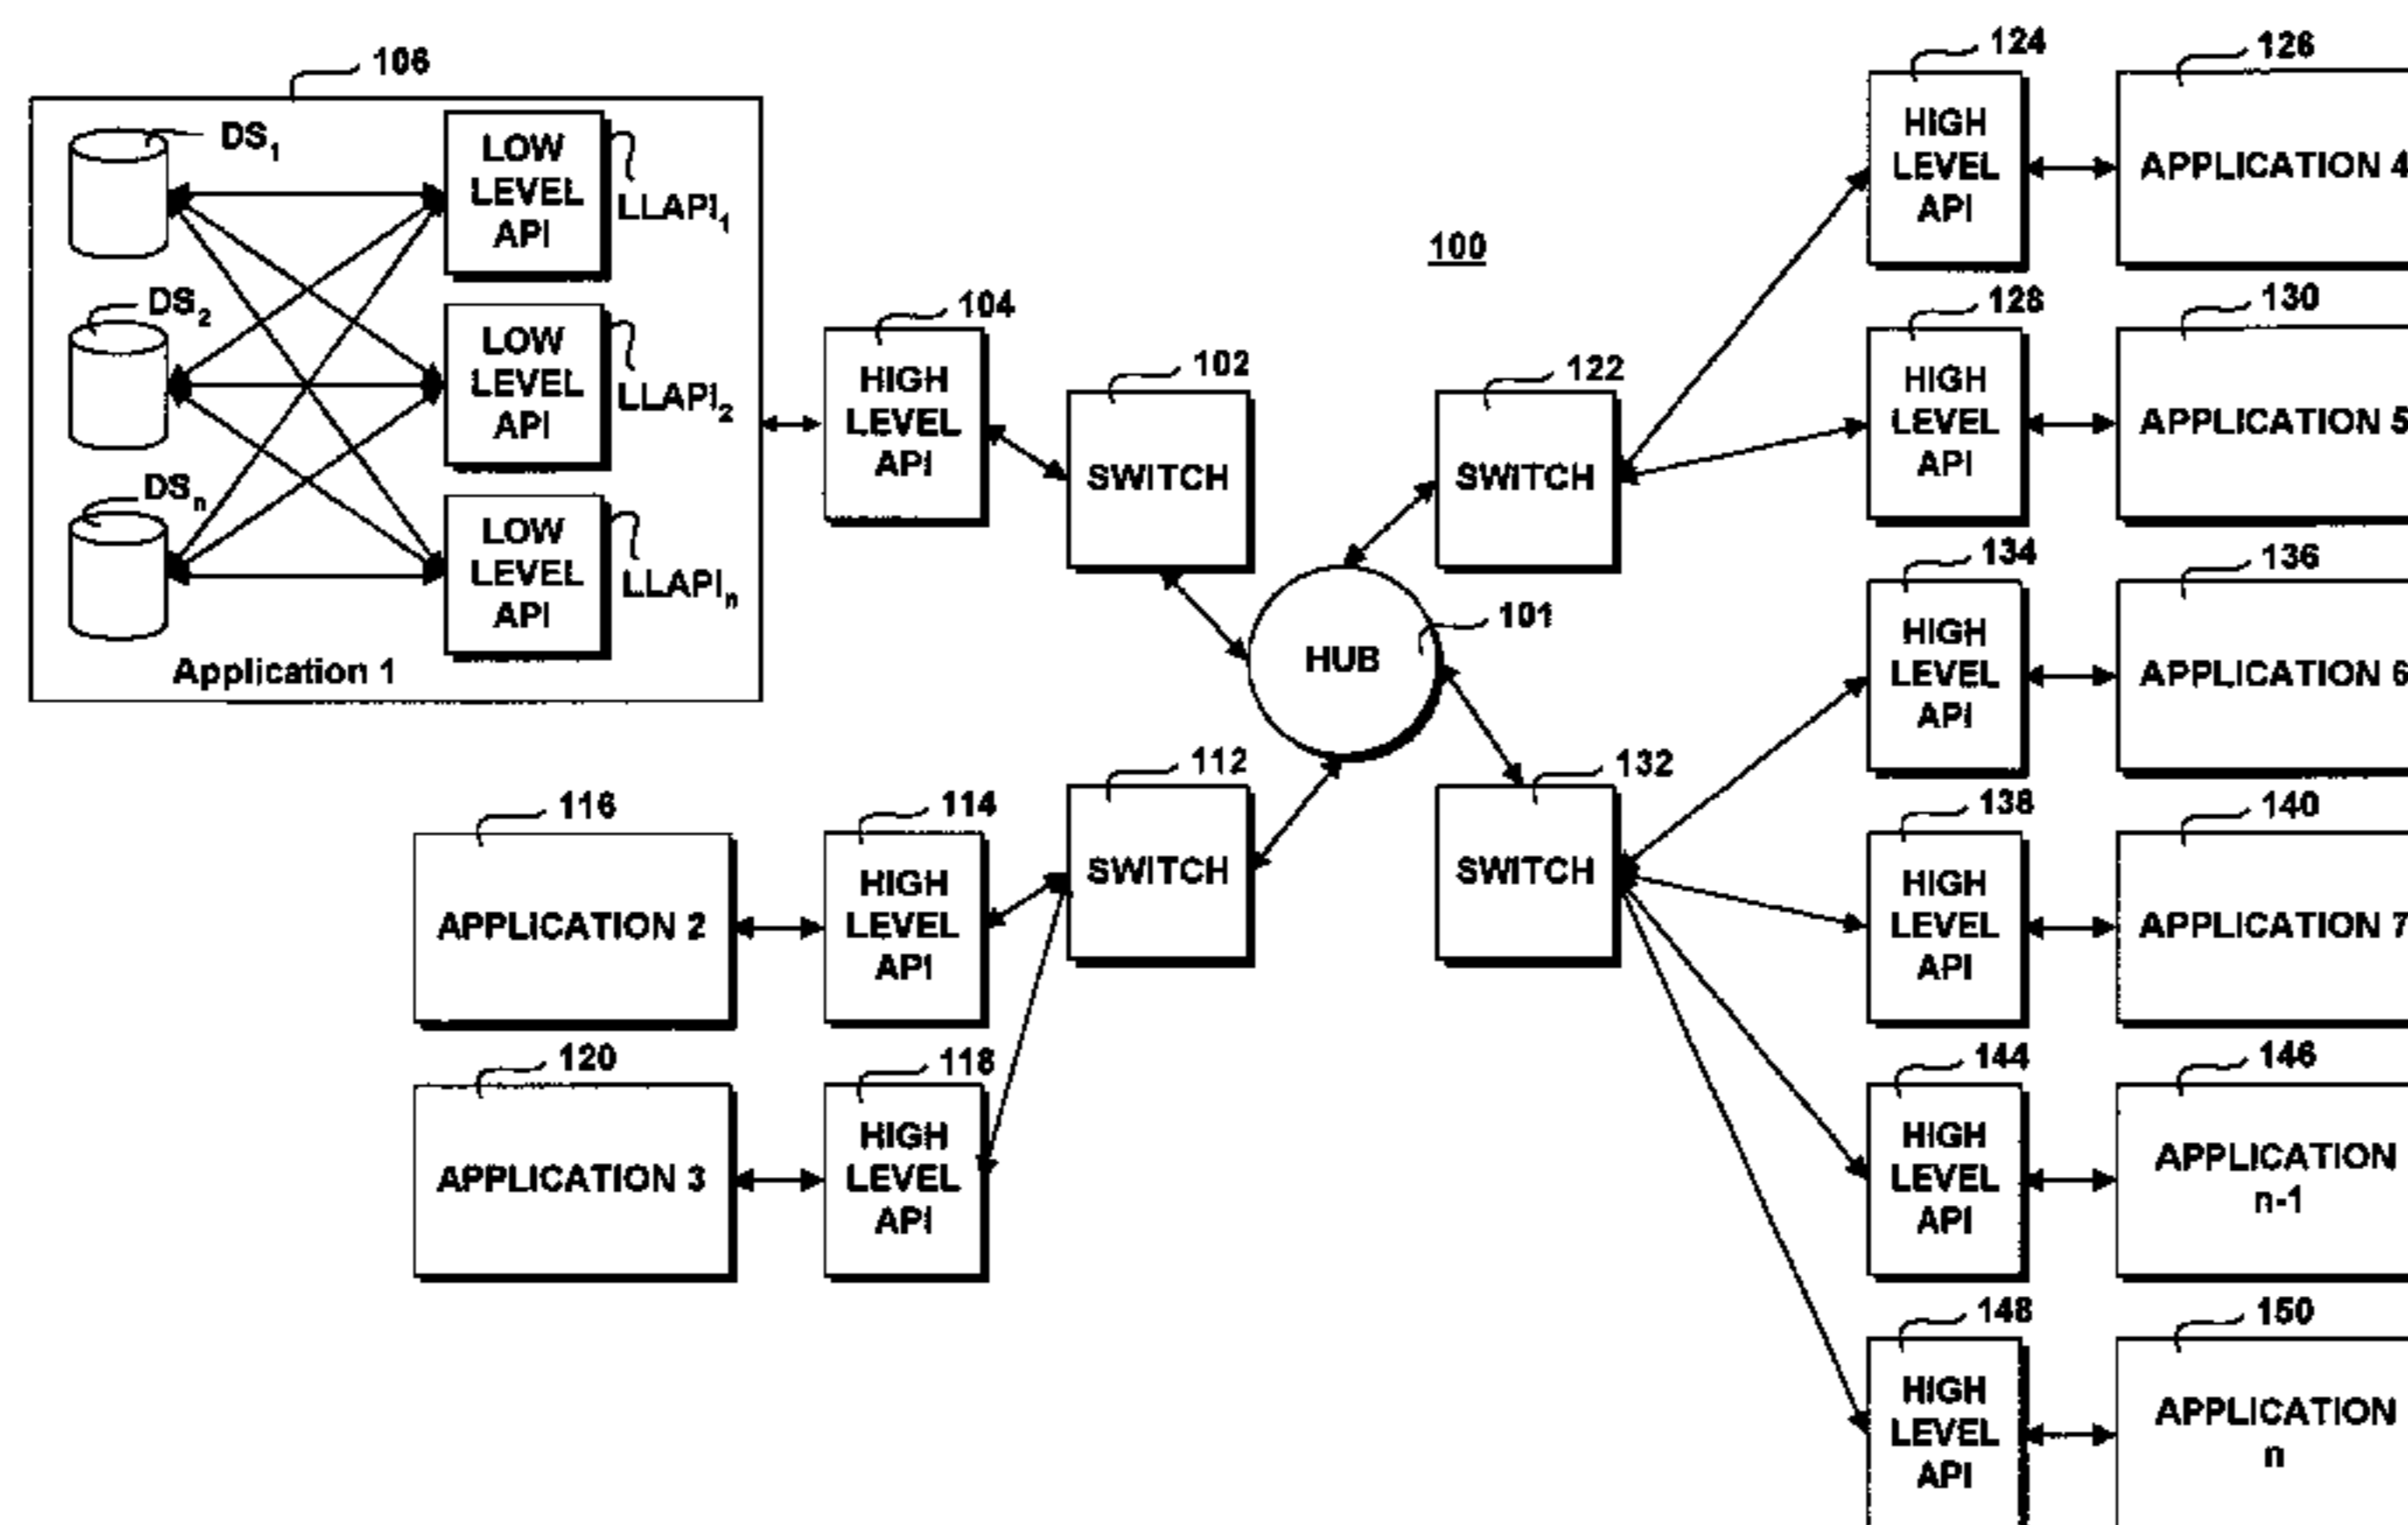 106
DS1
LOW
LEVEL
API
LLAPI1
DS2
LOW
LEVEL
API
LLAPI2
DSn
LOW
LEVEL
API
LLAPIn
Application 1
104
HIGH
LEVEL
API
102
SWITCH
100
122
SWITCH
101
HUB
112
SWITCH
132
SWITCH
116
APPLICATION 2
114
HIGH
LEVEL
API
120
APPLICATION 3
118
HIGH
LEVEL
API
124
HIGH
LEVEL
API
126
APPLICATION 4
128
HIGH
LEVEL
API
130
APPLICATION 5
134
HIGH
LEVEL
API
136
APPLICATION 6
138
HIGH
LEVEL
API
140
APPLICATION 7
144
HIGH
LEVEL
API
146
APPLICATION
n-1
148
HIGH
LEVEL
API
150
APPLICATION
n